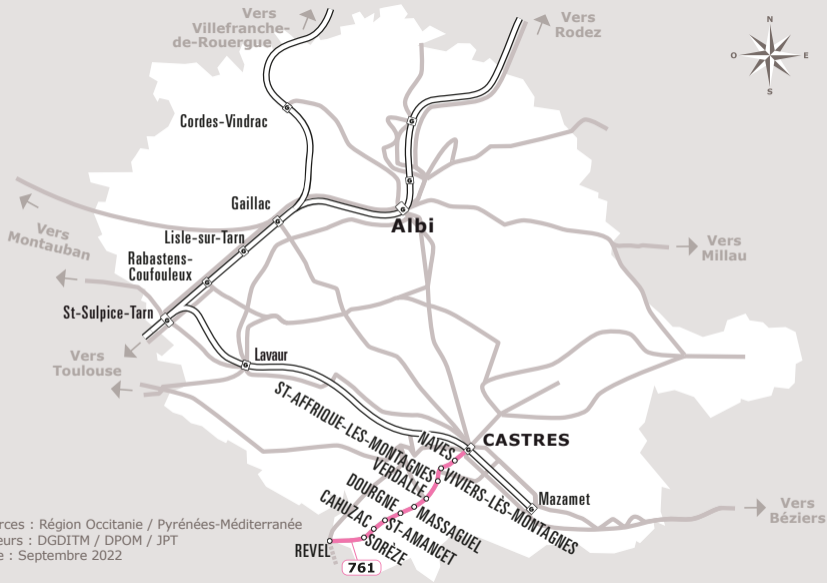 Vers
Villefranche-
de-Rouergue
Vers
Rodez
N
O
E
S
Cordes-Vindrac
Gaillac
Albi
Vers
Montauban
Lisle-sur-Tarn
Rabastens-
Coufouleux
Vers
Millau
St-Sulpice-Tarn
Vers
Toulouse
Lavaur
ST-AFFRIQUE-LES-MONTAGNES
NAVES
CASTRES
VERDALLE
VIVIERS-LÈS-MONTAGNES
DOURGNE
MASSAGUEL
Mazamet
CAHUZAC
ST-AMANCET
Vers
Béziers
SORÈZE
REVEL
761
rces : Région Occitanie / Pyrénées-Méditerranée
eurs : DGDITM / DPOM / JPT
e : Septembre 2022